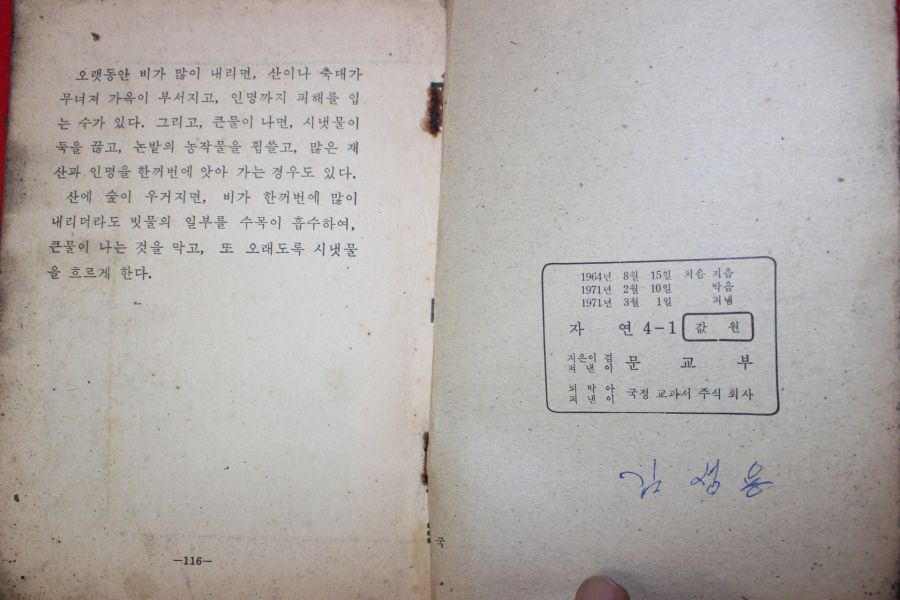 오랫동안 비가 많이 내리면, 산이나 축대가
무너져 가옥이 부서지고, 인명까지 피해를 입
는 수가 있다. 그리고, 큰물이 나면, 시냇물이
둑을 끊고, 논밭의 농작물을 휩쓸고, 많은 재
산과 인명을 한꺼번에 앗아 가는 경우도 있다.
산에 숲이 우거지면, 비가 한꺼번에 많이
내리더라도 빗물의 일부를 수목이 흡수하여,
큰물이 나는 것을 막고, 또 오래도록 시냇물
을 흐르게 한다.
—116—
국
1964년 8월 15일 처음 지음
1971년 2월 10일 박음
1971년 3월 1일 펴냄
자 연 4-1 값 원
지은이 겸
펴낸이 문 교 부
되박아
펴낸이 국정 교과서 주식 회사
김